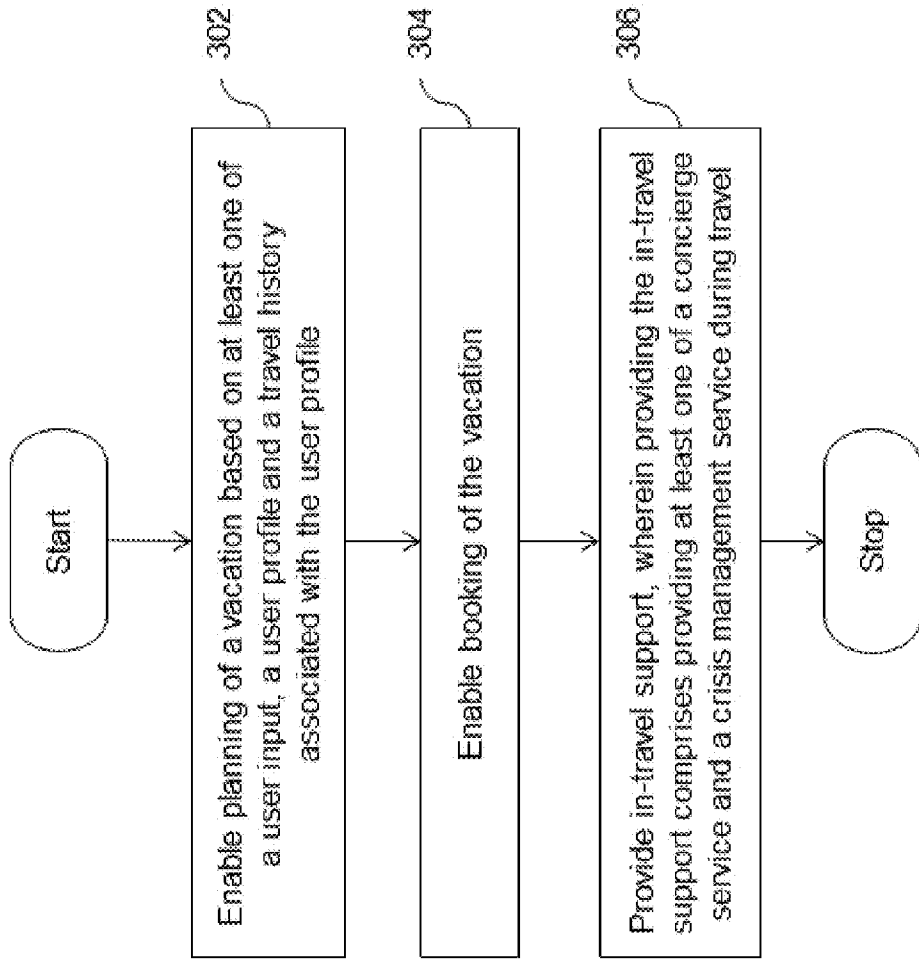 Start
Enable planning of a vacation based on at least one of
a user input, a user profile and a travel history
associated with the user profile
302
Enable booking of the vacation
304
Provide in-travel support, wherein providing the in-travel
support comprises providing at least one of a concierge
service and a crisis management service during travel
306
Stop